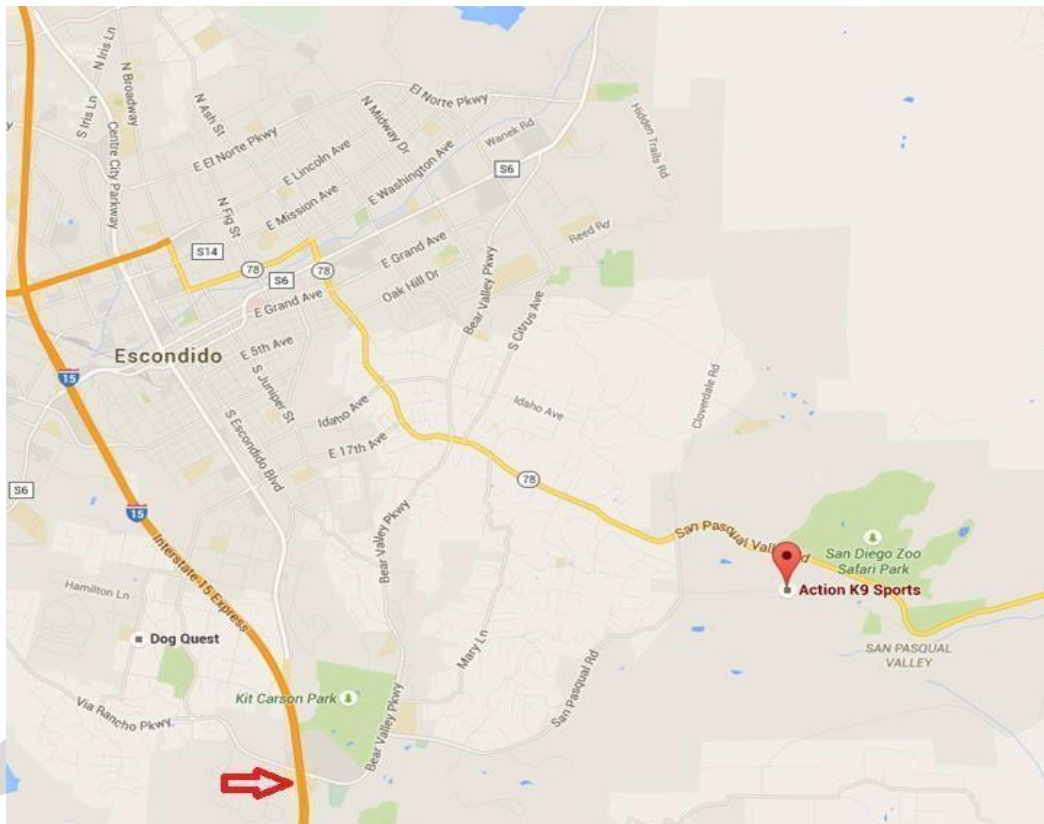 N Iris Ln
S Iris Ln
N Broadway
Centre City Parkway
N Ash St
E El Norte Pkwy
El Norte Pkwy
N Midway Dr
Wanek Rd
Hidden Trails Rd
E Lincoln Ave
E Washington Ave
S6
N Fig St
E Mission Ave
Reed Rd
S14
78
78
S6
E Grand Ave
Oak Hill Dr
Bear Valley Pkwy
S Citrus Ave
E Grand Ave
Escondido
E 5th Ave
15
S Juniper St
Idaho Ave
Idaho Ave
Cloverdale Rd
S Escondido Blvd
E 17th Ave
78
S6
15
San Pasqual Valley Rd
San Diego Zoo
Safari Park
Interstate 15 Express
Bear Valley Pkwy
Hamilton Ln
Action K9 Sports
Dog Quest
Mary Ln
SAN PASQUAL
VALLEY
Kit Carson Park
San Pasqual Rd
Via Rancho Pkwy
Bear Valley Pkwy